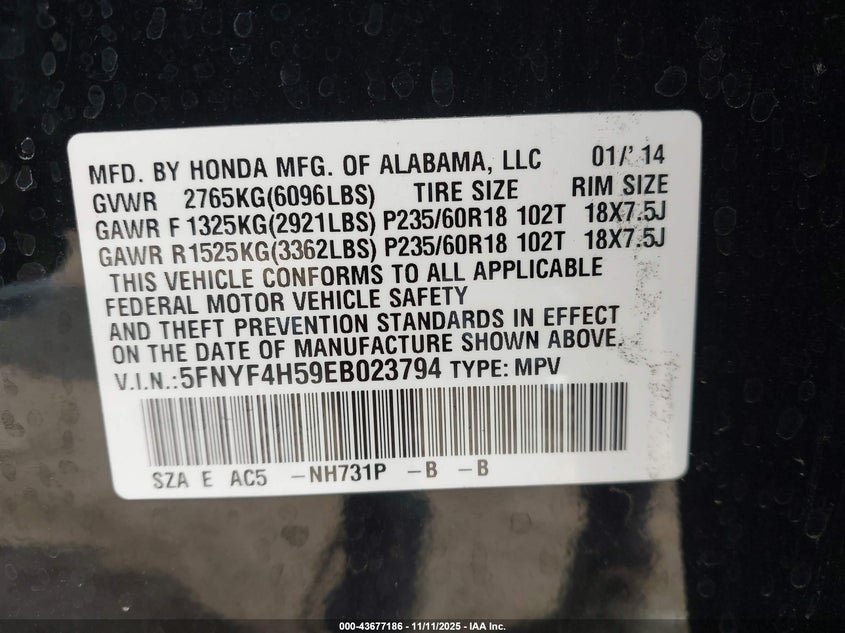 MFD. BY HONDA MFG. OF ALABAMA, LLC 01/'14
GVWR 2765KG(6096LBS) TIRE SIZE RIM SIZE
GAWR F 1325KG(2921LBS) P235/60R18 102T 18X7.5J
GAWR R1525KG(3362LBS) P235/60R18 102T 18X7.5J
THIS VEHICLE CONFORMS TO ALL APPLICABLE
FEDERAL MOTOR VEHICLE SAFETY
AND THEFT PREVENTION STANDARDS IN EFFECT
ON THE DATE OF MANUFACTURE SHOWN ABOVE.
V.I.N.:5FNYF4H59EB023794 TYPE: MPV
SZA E AC5 -NH731P -B -B
000-43677186 - 11/11/2025 - IAA Inc.